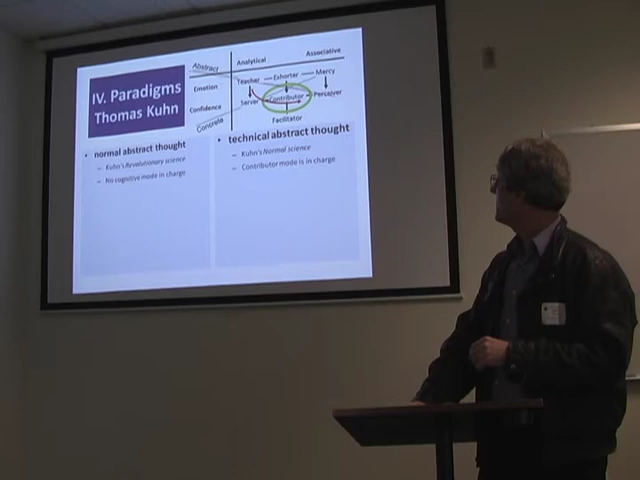 IV. Paradigms
Thomas Kuhn
Abstract
Analytical
Associative
Emotion
Teacher
Exhorter
Mercy
Confidence
Server
Contributor
Perceiver
Concrete
Facilitator
• normal abstract thought
– Kuhn's Revolutionary science
– No cognitive mode in charge
• technical abstract thought
– Kuhn's Normal science
– Contributor mode is in charge